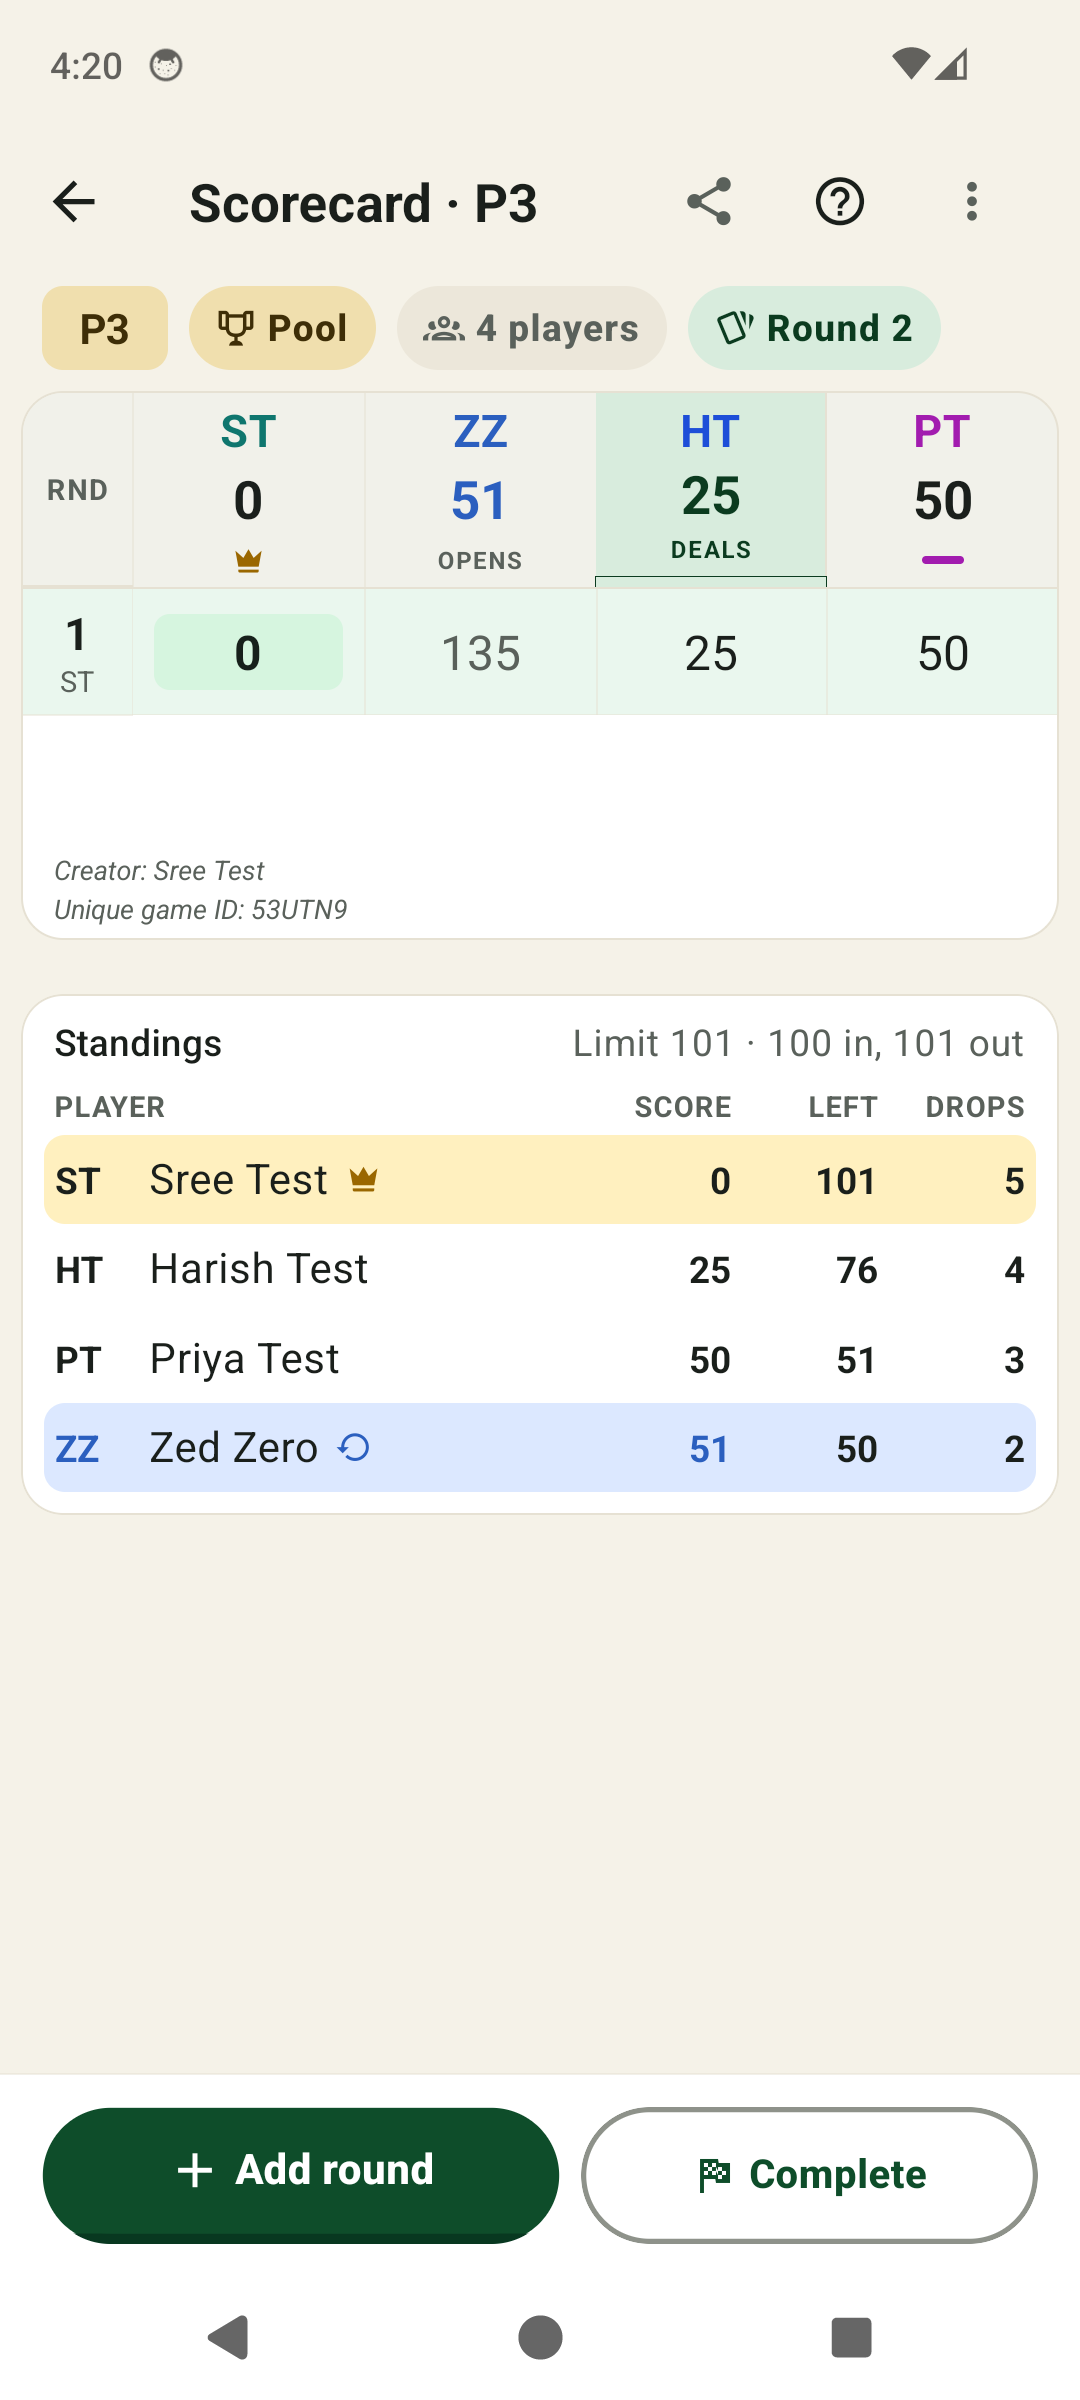 4:20
Scorecard · P3
P3 Pool 4 players Round 2
RND ST ZZ HT PT
0 51 25 50
OPENS DEALS
1 0 135 25 50
ST
Creator: Sree Test
Unique game ID: 53UTN9
Standings Limit 101 · 100 in, 101 out
PLAYER SCORE LEFT DROPS
ST Sree Test 0 101 5
HT Harish Test 25 76 4
PT Priya Test 50 51 3
ZZ Zed Zero 51 50 2
+ Add round Complete